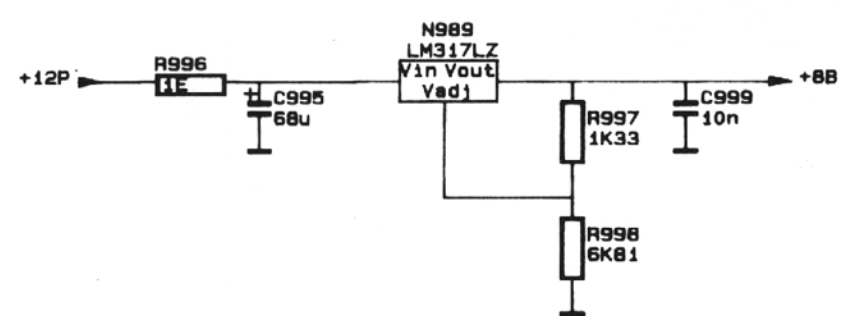 N989
LM317LZ
R996
+12P
1E
Vin Vout
Vadj
+8B
+
C995
68u
R997
1K33
C999
10n
R998
6K81